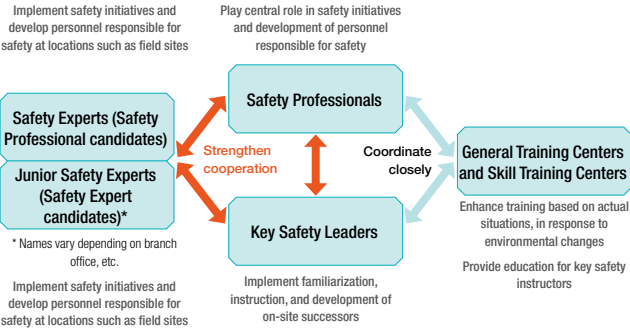 Implement safety initiatives and
develop personnel responsible for
safety at locations such as field sites
Play central role in safety initiatives
and development of personnel
responsible for safety
Safety Professionals
Safety Experts (Safety
Professional candidates)
Junior Safety Experts
(Safety Expert
candidates)*
Strengthen
cooperation
Coordinate
closely
General Training Centers
and Skill Training Centers
Enhance training based on actual
situations, in response to
environmental changes
Provide education for key safety
instructors
* Names vary depending on branch
office, etc.
Implement safety initiatives and
develop personnel responsible for
safety at locations such as field sites
Key Safety Leaders
Implement familiarization,
instruction, and development of
on-site successors